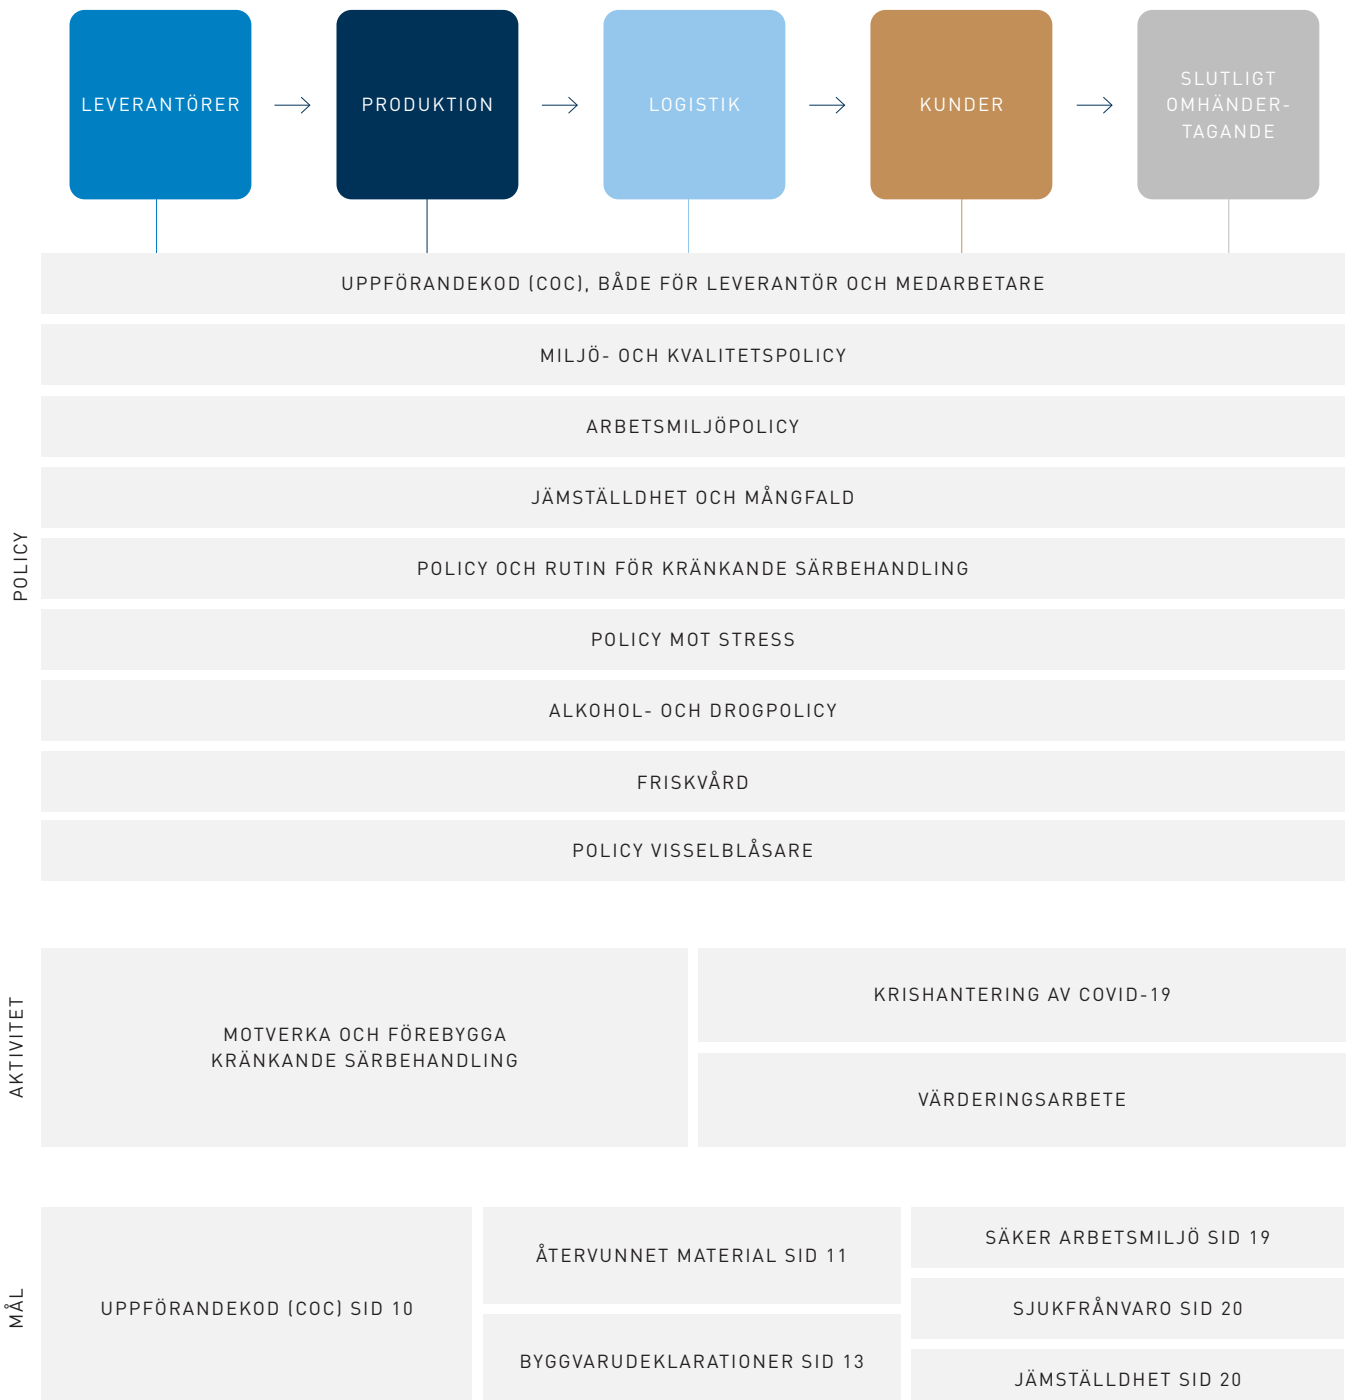 LEVERANTÖRER
PRODUKTION
LOGISTIK
KUNDER
SLUTLIGT
OMHÄNDER-
TAGANDE
POLICY
UPPFÖRANDEKOD (COC), BÅDE FÖR LEVERANTÖR OCH MEDARBETARE
MILJÖ- OCH KVALITETSPOLICY
ARBETSMILJÖPOLICY
JÄMSTÄLLDHET OCH MÅNGFALD
POLICY OCH RUTIN FÖR KRÄNKANDE SÄRBEHANDLING
POLICY MOT STRESS
ALKOHOL- OCH DROGPOLICY
FRISKVÅRD
POLICY VISSELBLÅSARE
AKTIVITET
MOTVERKA OCH FÖREBYGGA
KRÄNKANDE SÄRBEHANDLING
KRISHANTERING AV COVID-19
VÄRDERINGSARBETE
MÅL
UPPFÖRANDEKOD (COC) SID 10
ÅTERVUNNET MATERIAL SID 11
BYGGVARUDEKLARATIONER SID 13
SÄKER ARBETSMILJÖ SID 19
SJUKFRÅNVARO SID 20
JÄMSTÄLLDHET SID 20